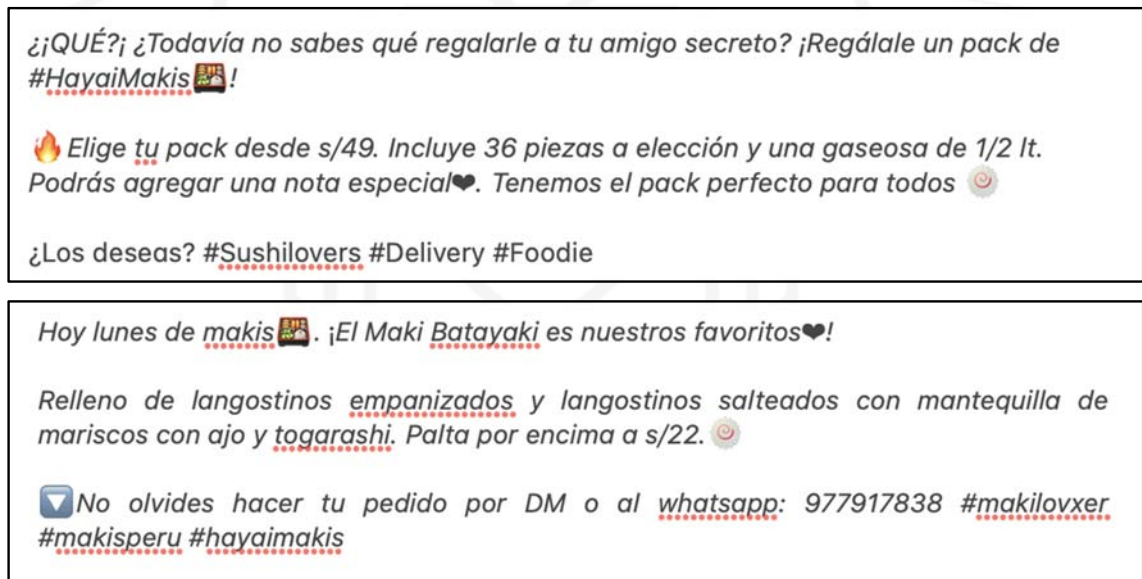 ¿¡QUÉ?¡ ¿Todavía no sabes qué regalarle a tu amigo secreto? ¡Regálale un pack de
#HayaiMakis🍱!
🔥Elige tu pack desde s/49. Incluye 36 piezas a elección y una gaseosa de 1/2 lt.
Podrás agregar una nota especial❤. Tenemos el pack perfecto para todos 🍥
¿Los deseas? #Sushilovers #Delivery #Foodie
Hoy lunes de makis🍱. ¡El Maki Batayaki es nuestros favoritos❤!
Relleno de langostinos empanizados y langostinos salteados con mantequilla de
mariscos con ajo y togarashi. Palta por encima a s/22.🍥
🔽No olvides hacer tu pedido por DM o al whatsapp: 977917838 #makilovxer
#makisperu #hayaimakis